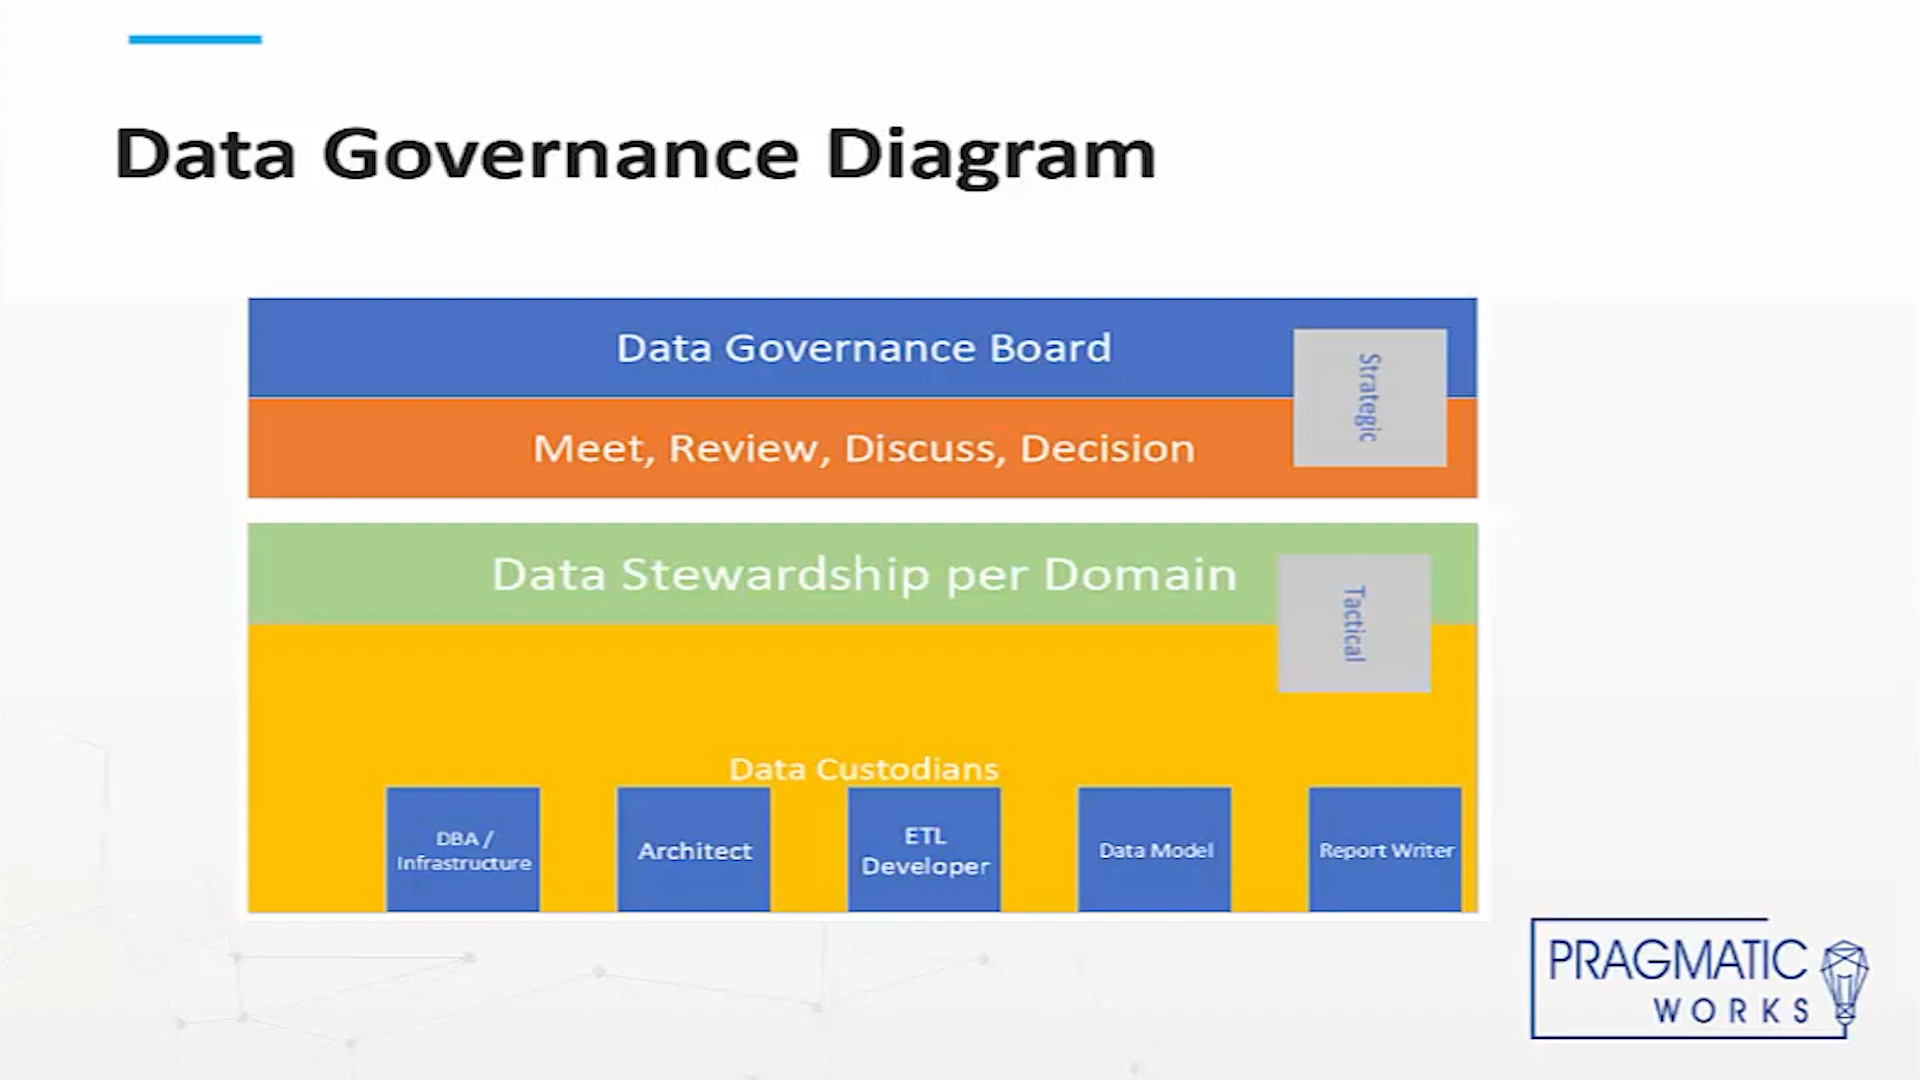 Data Governance Diagram
Data Governance Board
Strategic
Meet, Review, Discuss, Decision
Data Stewardship per Domain
Tactical
Data Custodians
DBA /
Infrastructure
Architect
ETL
Developer
Data Model
Report Writer
PRAGMATIC
WORKS